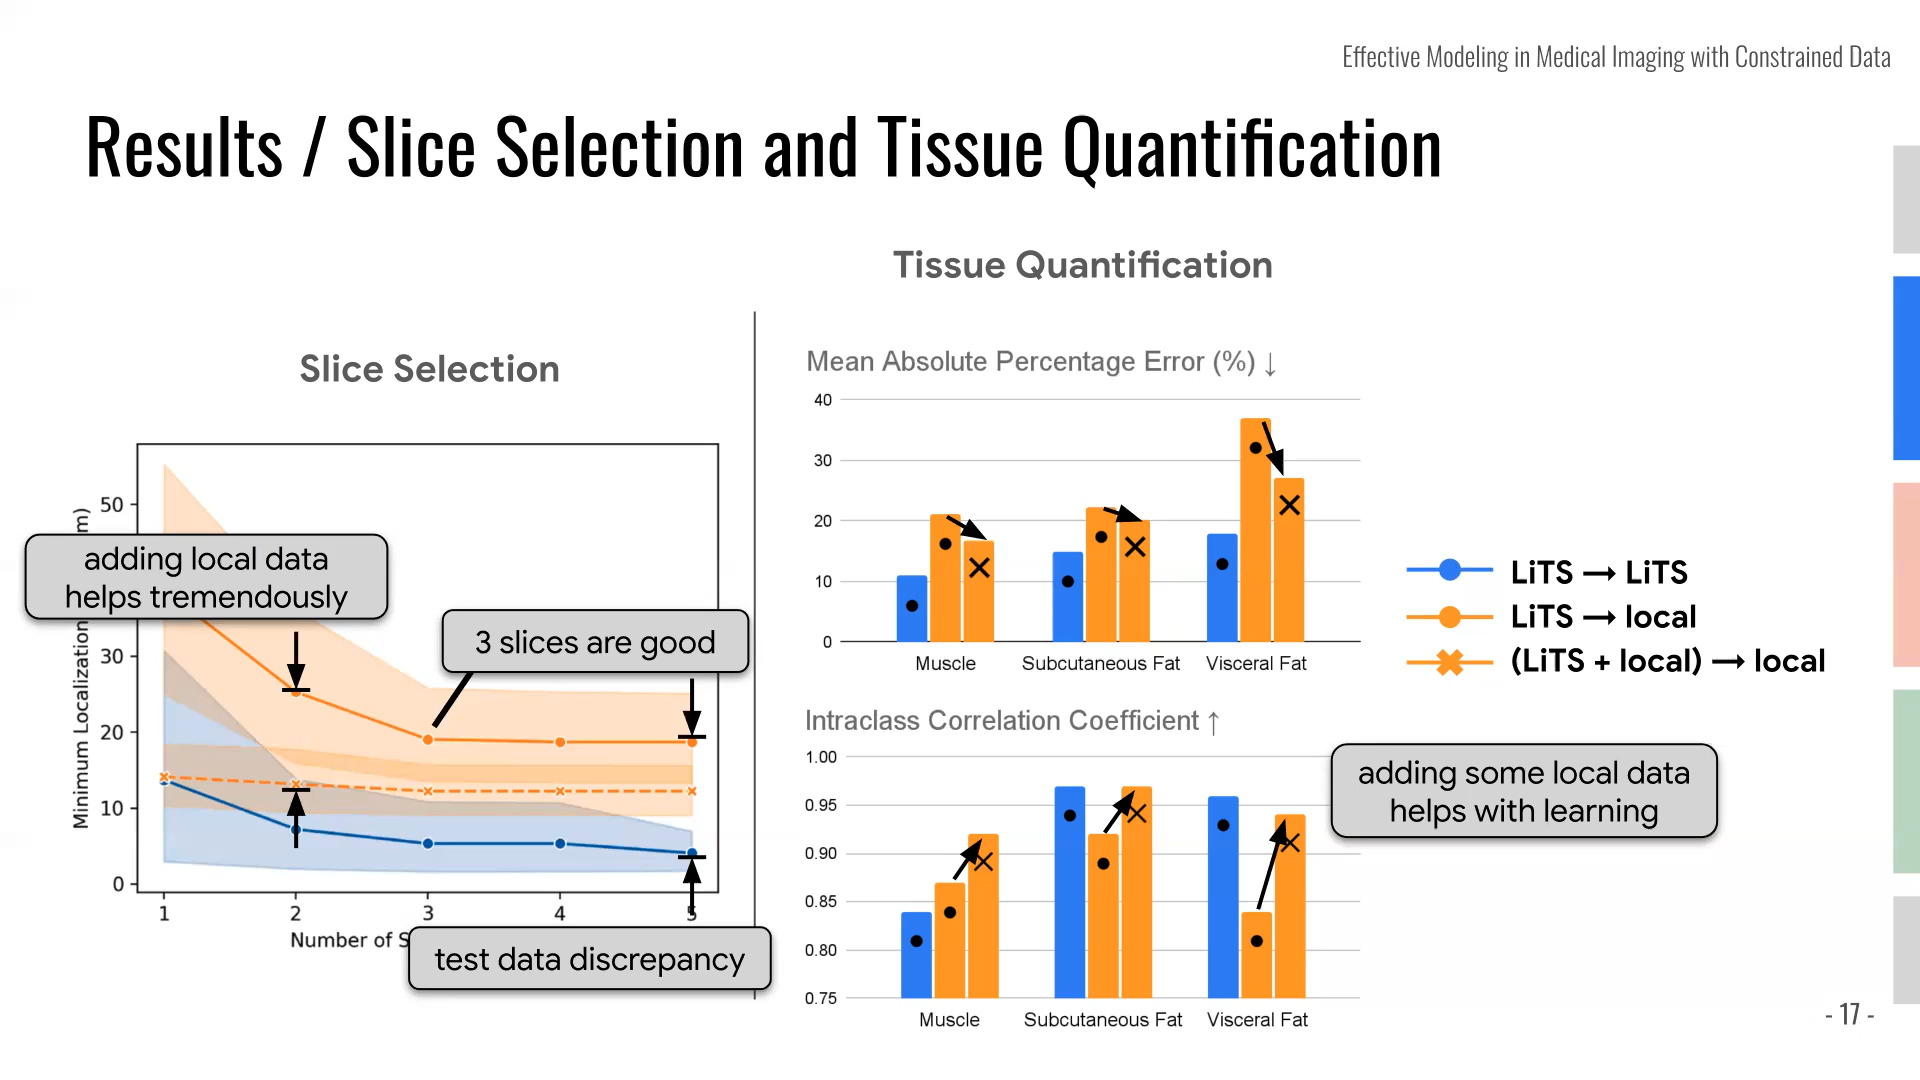 Effective Modeling in Medical Imaging with Constrained Data
Results / Slice Selection and Tissue Quantification
Slice Selection
50
30
20
10
0
1
2
3
4
5
Minimum Localization
m)
Number of S
adding local data
helps tremendously
3 slices are good
test data discrepancy
Tissue Quantification
Mean Absolute Percentage Error (%) ↓
40
30
20
10
0
Muscle
Subcutaneous Fat
Visceral Fat
Intraclass Correlation Coefficient ↑
1.00
0.95
0.90
0.85
0.80
0.75
Muscle
Subcutaneous Fat
Visceral Fat
LiTS → LiTS
LiTS → local
(LiTS + local) → local
adding some local data
helps with learning
- 17 -